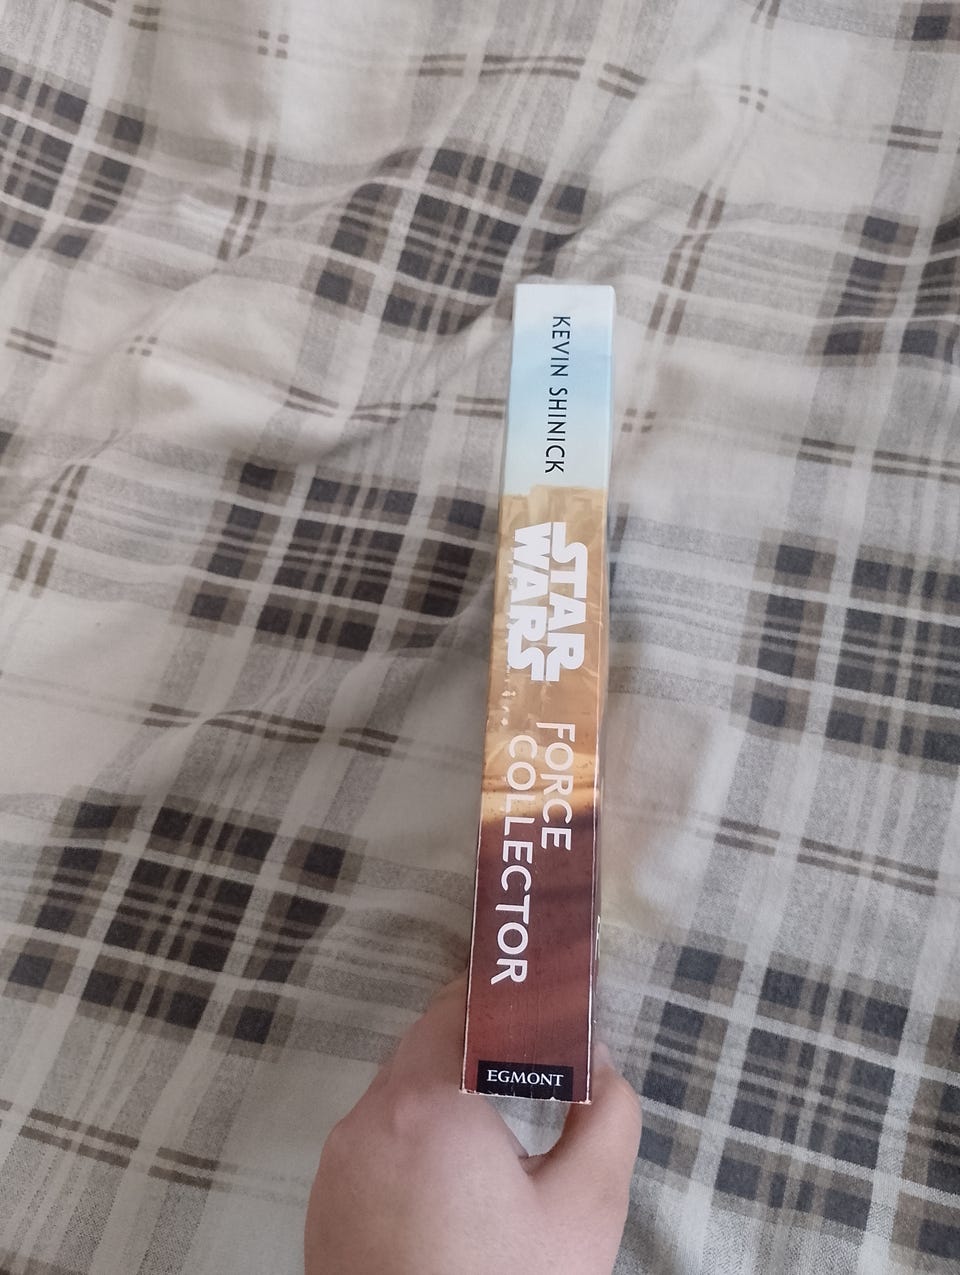 KEVIN SHINICK
STAR
WARS
FORCE
COLLECTOR
EGMONT